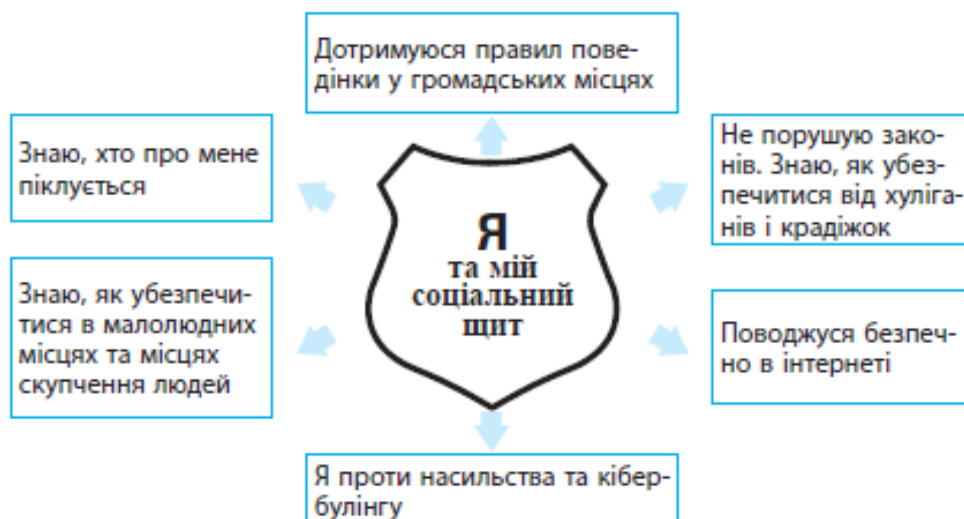 Дотримуюся правил пове-
дінки у громадських місцях
Знаю, хто про мене
піклується
Не порушую зако-
нів. Знаю, як убез-
печитися від хуліга-
нів і крадіжок
Я
та мій
соціальний
щит
Знаю, як убезпечи-
тися в малолюдних
місцях та місцях
скупчення людей
Поводжуся безпеч-
но в інтернеті
Я проти насильства та кібер-
булінгу